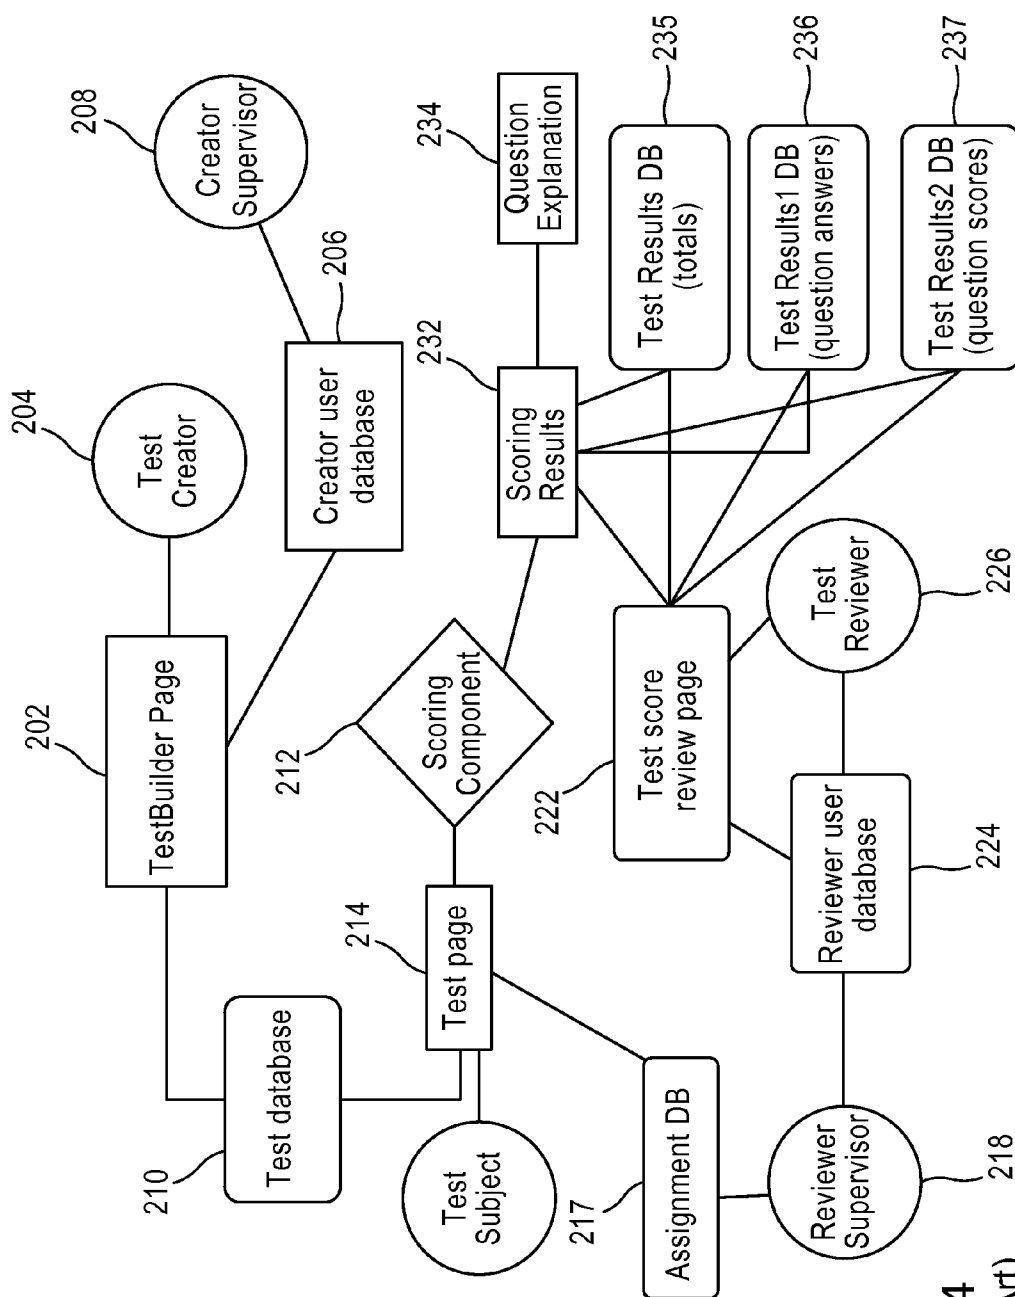 208
Creator
Supervisor
204
Test
Creator
206
Creator user
database
202
TestBuilder Page
210
Test database
234
Question
Explanation
232
Scoring
Results
212
Scoring
Component
214
Test page
Test
Subject
235
Test Results DB
(totals)
236
Test Results1 DB
(question answers)
237
Test Results2 DB
(question scores)
222
Test score
review page
226
Test
Reviewer
224
Reviewer user
database
217
Assignment DB
218
Reviewer
Supervisor
4
Art)